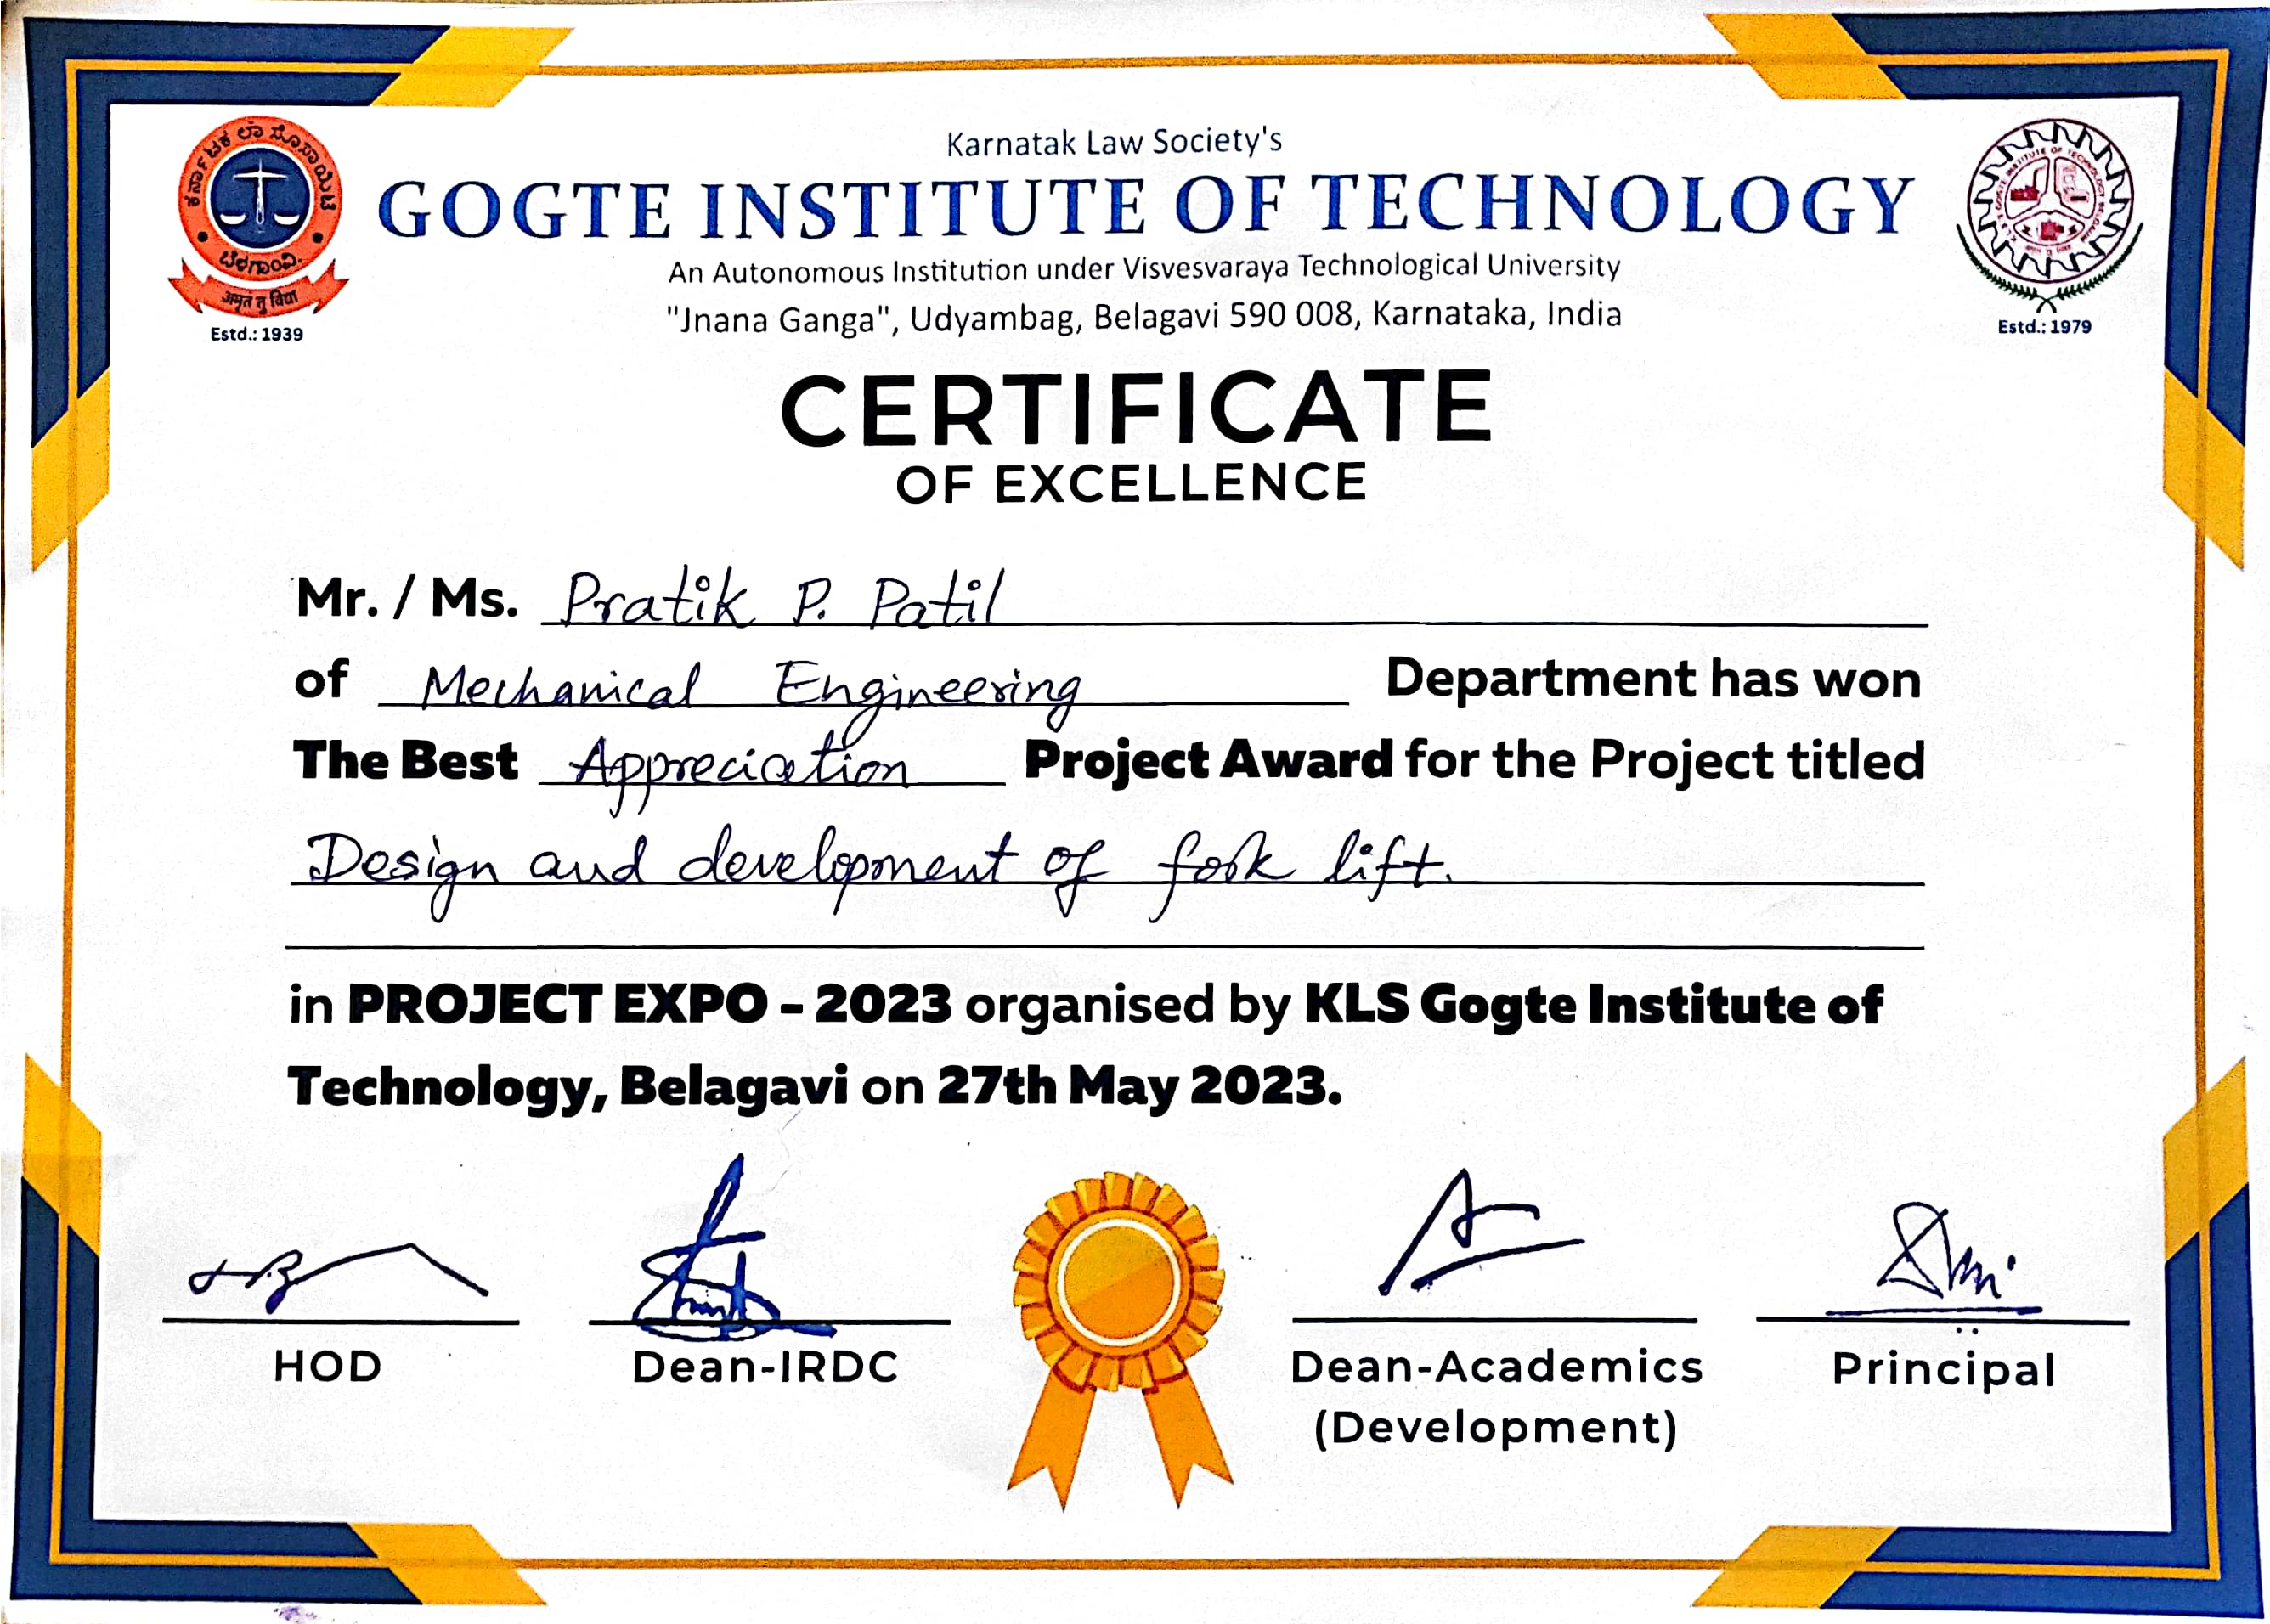 Karnatak Law Society's
GOGTE INSTITUTE OF TECHNOLOGY
An Autonomous Institution under Visvesvaraya Technological University
"Jnana Ganga", Udyambag, Belagavi 590 008, Karnataka, India
ಕರ್ನಾಟಕ ಲಾ ಸೊಸಾಯಿಟಿ
ಬೆಳಗಾವಿ.
अमृतं तु विद्या
Estd.: 1939
Estd.: 1979
CERTIFICATE
OF EXCELLENCE
Mr. / Ms. Pratik P. Patil
of Mechanical Engineering Department has won
The Best Appreciation Project Award for the Project titled
Design and development of fork lift.
in PROJECT EXPO - 2023 organised by KLS Gogte Institute of
Technology, Belagavi on 27th May 2023.
HOD
Dean-IRDC
Dean-Academics
(Development)
Principal